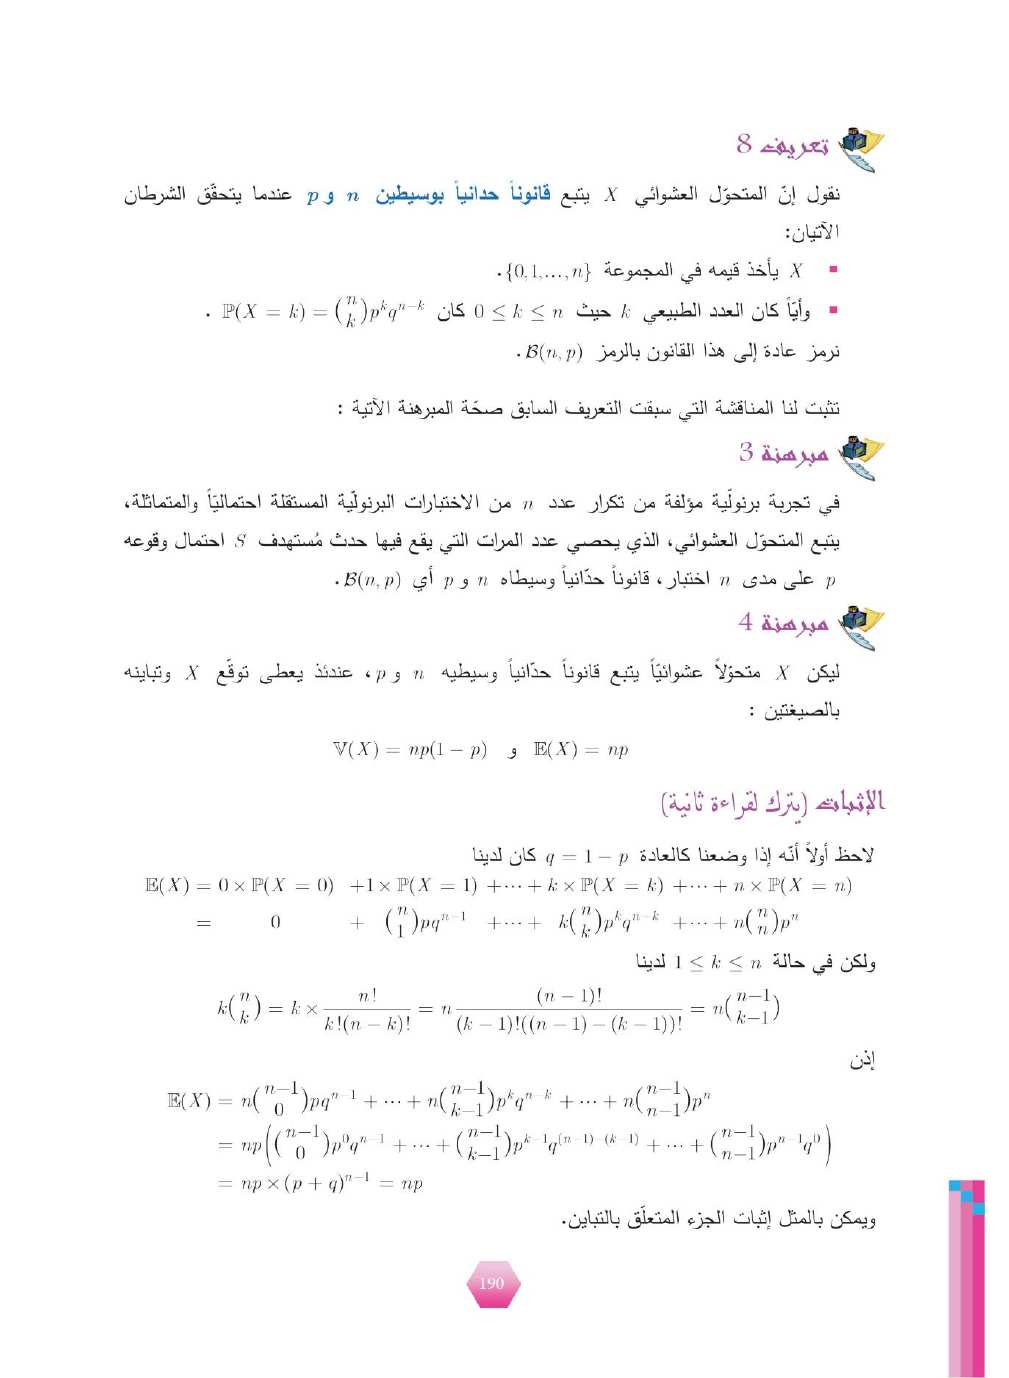 تعريف 8
نقول إنّ المتحوّل العشوائي X يتبع قانوناً حدانياً بوسيطين n و p عندما يتحقّق الشرطان
الآتيان:
▪ X يأخذ قيمه في المجموعة {0,1,…,n}.
▪ وأيّاً كان العدد الطبيعي k حيث 0 ≤ k ≤ n كان ℙ(X = k) = (n k) p^k q^{n−k} .
نرمز عادة إلى هذا القانون بالرمز ℬ(n, p).
تثبت لنا المناقشة التي سبقت التعريف السابق صحّة المبرهنة الآتية :
مبرهنة 3
في تجربة برنولّية مؤلفة من تكرار عدد n من الاختبارات البرنولّية المستقلة احتماليّاً والمتماثلة،
يتبع المتحوّل العشوائي، الذي يحصي عدد المرات التي يقع فيها حدث مُستهدف S احتمال وقوعه
p على مدى n اختبار، قانوناً حدّانياً وسيطاه n و p أي ℬ(n, p).
مبرهنة 4
ليكن X متحوّلاً عشوائيّاً يتبع قانوناً حدّانياً وسيطيه n و p، عندئذ يعطى توقّع X وتباينه
بالصيغتين :
𝔼(X) = np و 𝕍(X) = np(1 − p)
الإثبات (يترك لقراءة ثانية)
لاحظ أولاً أنّه إذا وضعنا كالعادة q = 1 − p كان لدينا
𝔼(X) = 0 × ℙ(X = 0) + 1 × ℙ(X = 1) + ⋯ + k × ℙ(X = k) + ⋯ + n × ℙ(X = n)
= 0 + (n 1) pq^{n−1} + ⋯ + k(n k) p^k q^{n−k} + ⋯ + n(n n) p^n
ولكن في حالة 1 ≤ k ≤ n لدينا
k(n k) = k × n! / k!(n − k)! = n (n − 1)! / (k − 1)!((n − 1) − (k − 1))! = n(n−1 k−1)
إذن
𝔼(X) = n(n−1 0) pq^{n−1} + ⋯ + n(n−1 k−1) p^k q^{n−k} + ⋯ + n(n−1 n−1) p^n
= np((n−1 0) p^0 q^{n−1} + ⋯ + (n−1 k−1) p^{k−1} q^{(n−1)−(k−1)} + ⋯ + (n−1 n−1) p^{n−1} q^0)
= np × (p + q)^{n−1} = np
ويمكن بالمثل إثبات الجزء المتعلّق بالتباين.
190